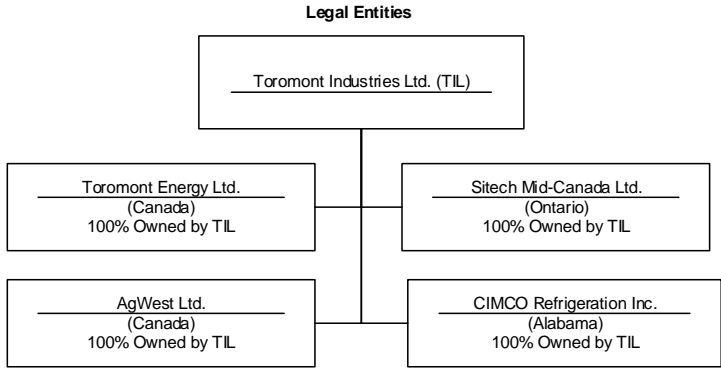 Legal Entities
Toromont Industries Ltd. (TIL)
Toromont Energy Ltd.
(Canada)
100% Owned by TIL
Sitech Mid-Canada Ltd.
(Ontario)
100% Owned by TIL
AgWest Ltd.
(Canada)
100% Owned by TIL
CIMCO Refrigeration Inc.
(Alabama)
100% Owned by TIL